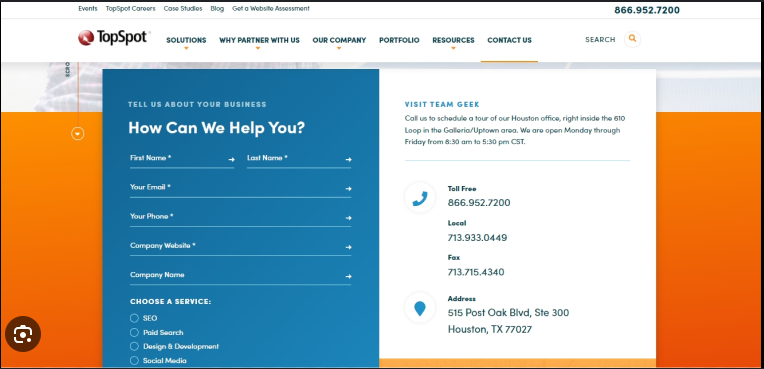 Events TopSpot Careers Case Studies Blog Get a Website Assessment
866.952.7200
TopSpot
SOLUTIONS WHY PARTNER WITH US OUR COMPANY PORTFOLIO RESOURCES CONTACT US
SEARCH
TELL US ABOUT YOUR BUSINESS
How Can We Help You?
First Name * Last Name *
Your Email *
Your Phone *
Company Website *
Company Name
CHOOSE A SERVICE:
SEO
Paid Search
Design & Development
Social Media
VISIT TEAM GEEK
Call us to schedule a tour of our Houston office, right inside the 610
Loop in the Galleria/Uptown area. We are open Monday through
Friday from 8:30 am to 5:30 pm CST.
Toll Free
866.952.7200
Local
713.933.0449
Fax
713.715.4340
Address
515 Post Oak Blvd, Ste 300
Houston, TX 77027